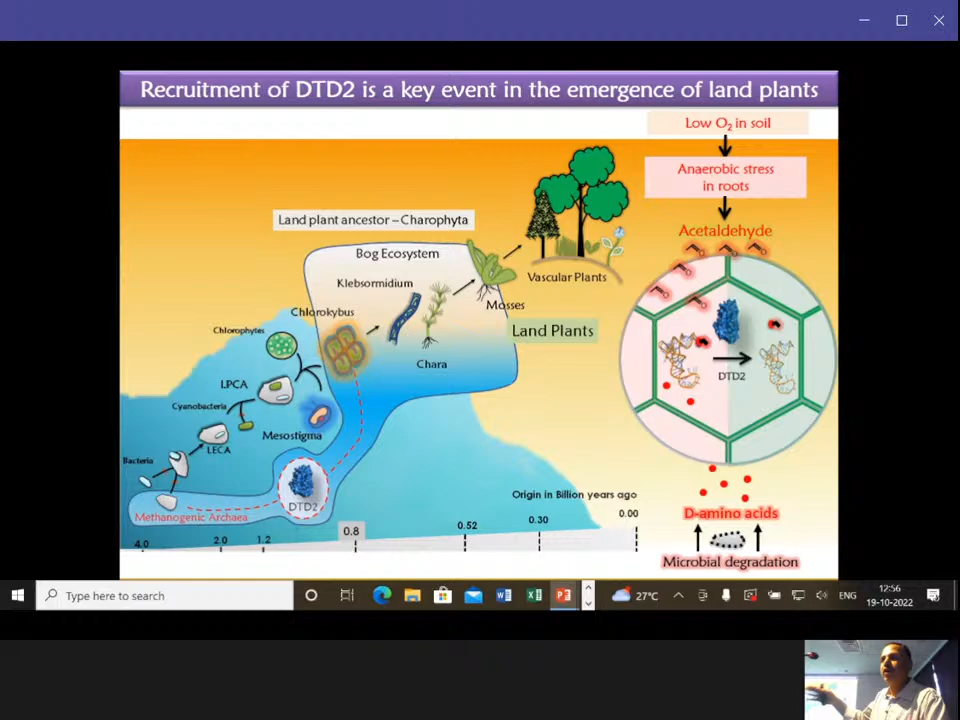 Recruitment of DTD2 is a key event in the emergence of land plants
Low O₂ in soil
Anaerobic stress
in roots
Acetaldehyde
Land plant ancestor – Charophyta
Bog Ecosystem
Klebsormidium
Vascular Plants
Mosses
Chlorokybus
Land Plants
Chlorophytes
Chara
DTD2
LPCA
Cyanobacteria
Mesostigma
LECA
Bacteria
DTD2
Methanogenic Archaea
Origin in Billion years ago
4.0
2.0
1.2
0.8
0.52
0.30
0.00
D-amino acids
Microbial degradation
Type here to search
27°C
ENG
12:56
19-10-2022